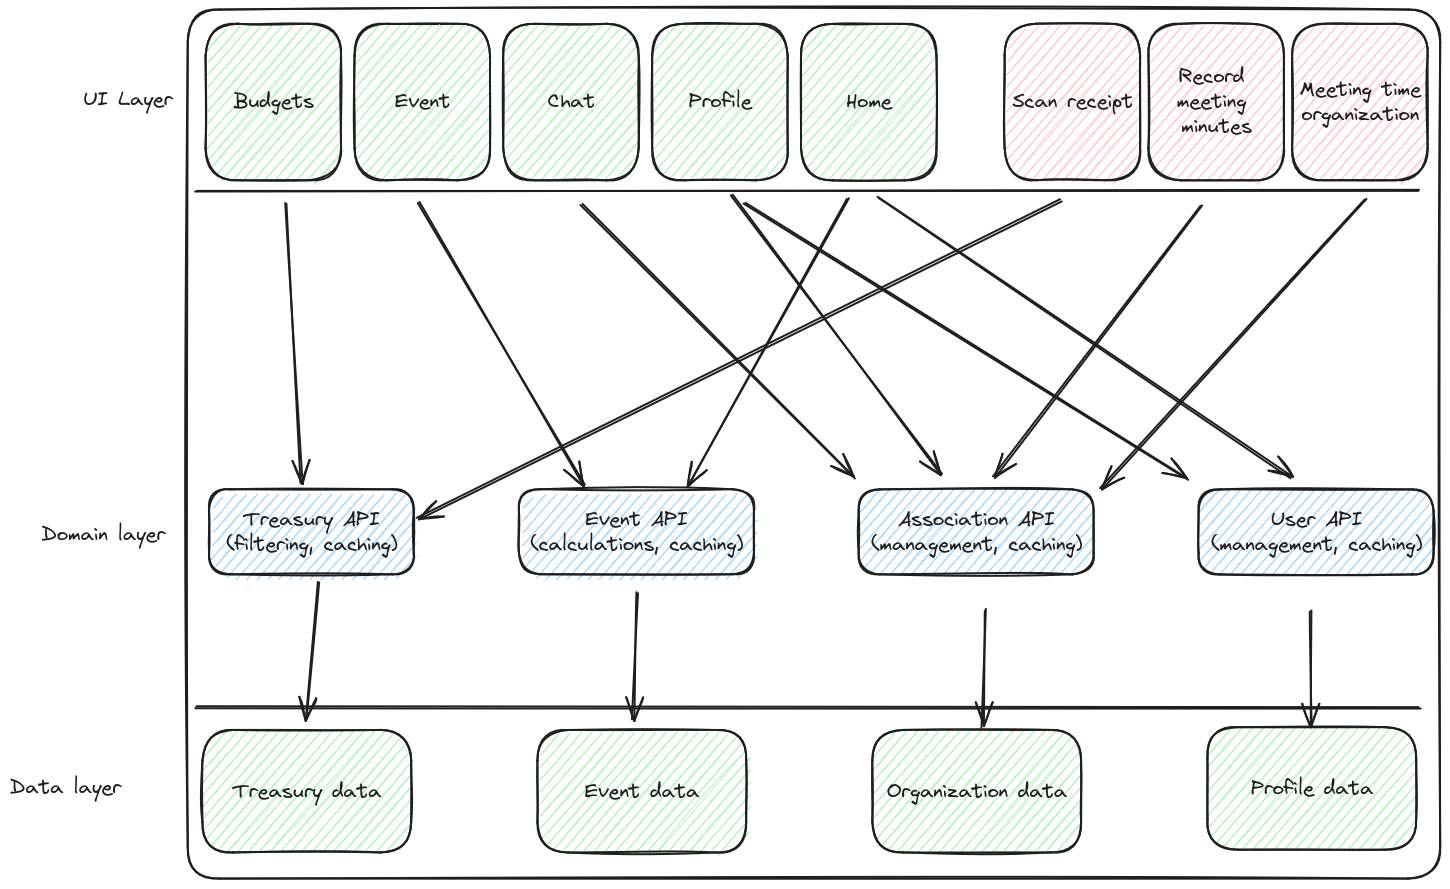 UI Layer
Budgets
Event
Chat
Profile
Home
Scan receipt
Record
meeting
minutes
Meeting time
organization
Domain layer
Treasury API
(filtering, caching)
Event API
(calculations, caching)
Association API
(management, caching)
User API
(management, caching)
Data layer
Treasury data
Event data
Organization data
Profile data